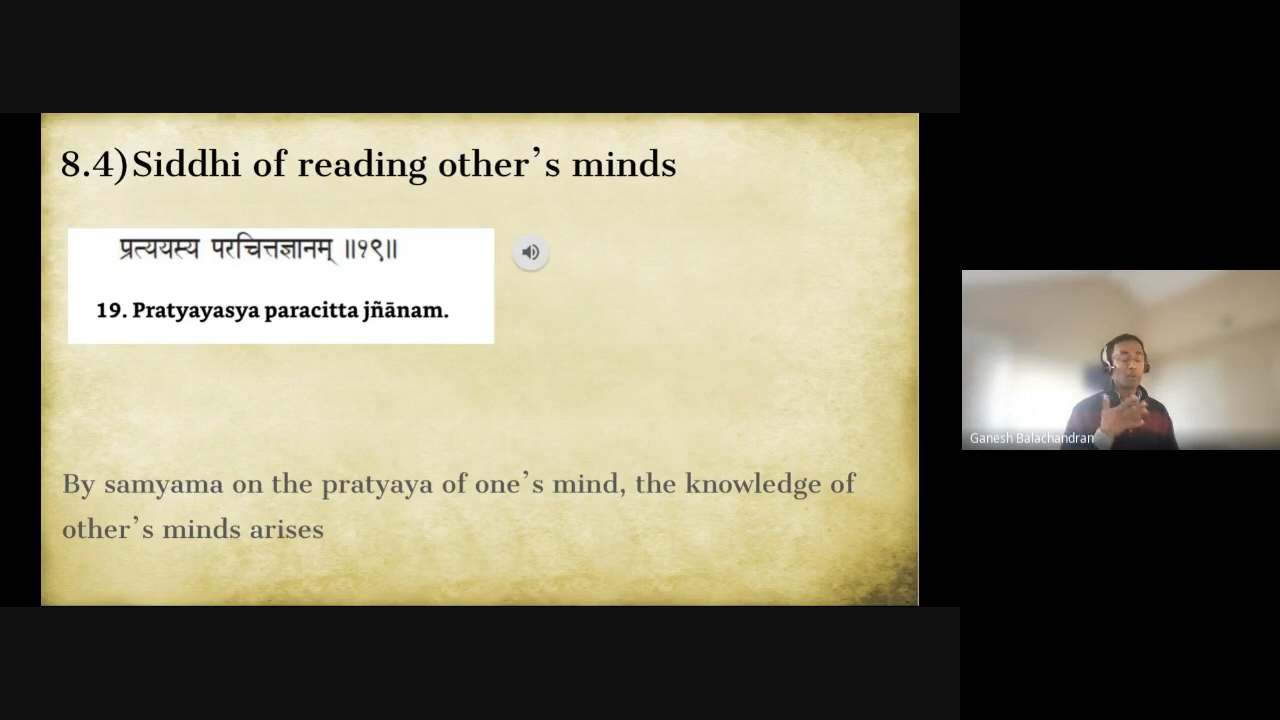 8.4)Siddhi of reading other’s minds
प्रत्ययस्य परचित्तज्ञानम् ॥१९॥
19. Pratyayasya paracitta jñānam.
By samyama on the pratyaya of one’s mind, the knowledge of
other’s minds arises
Ganesh Balachandran